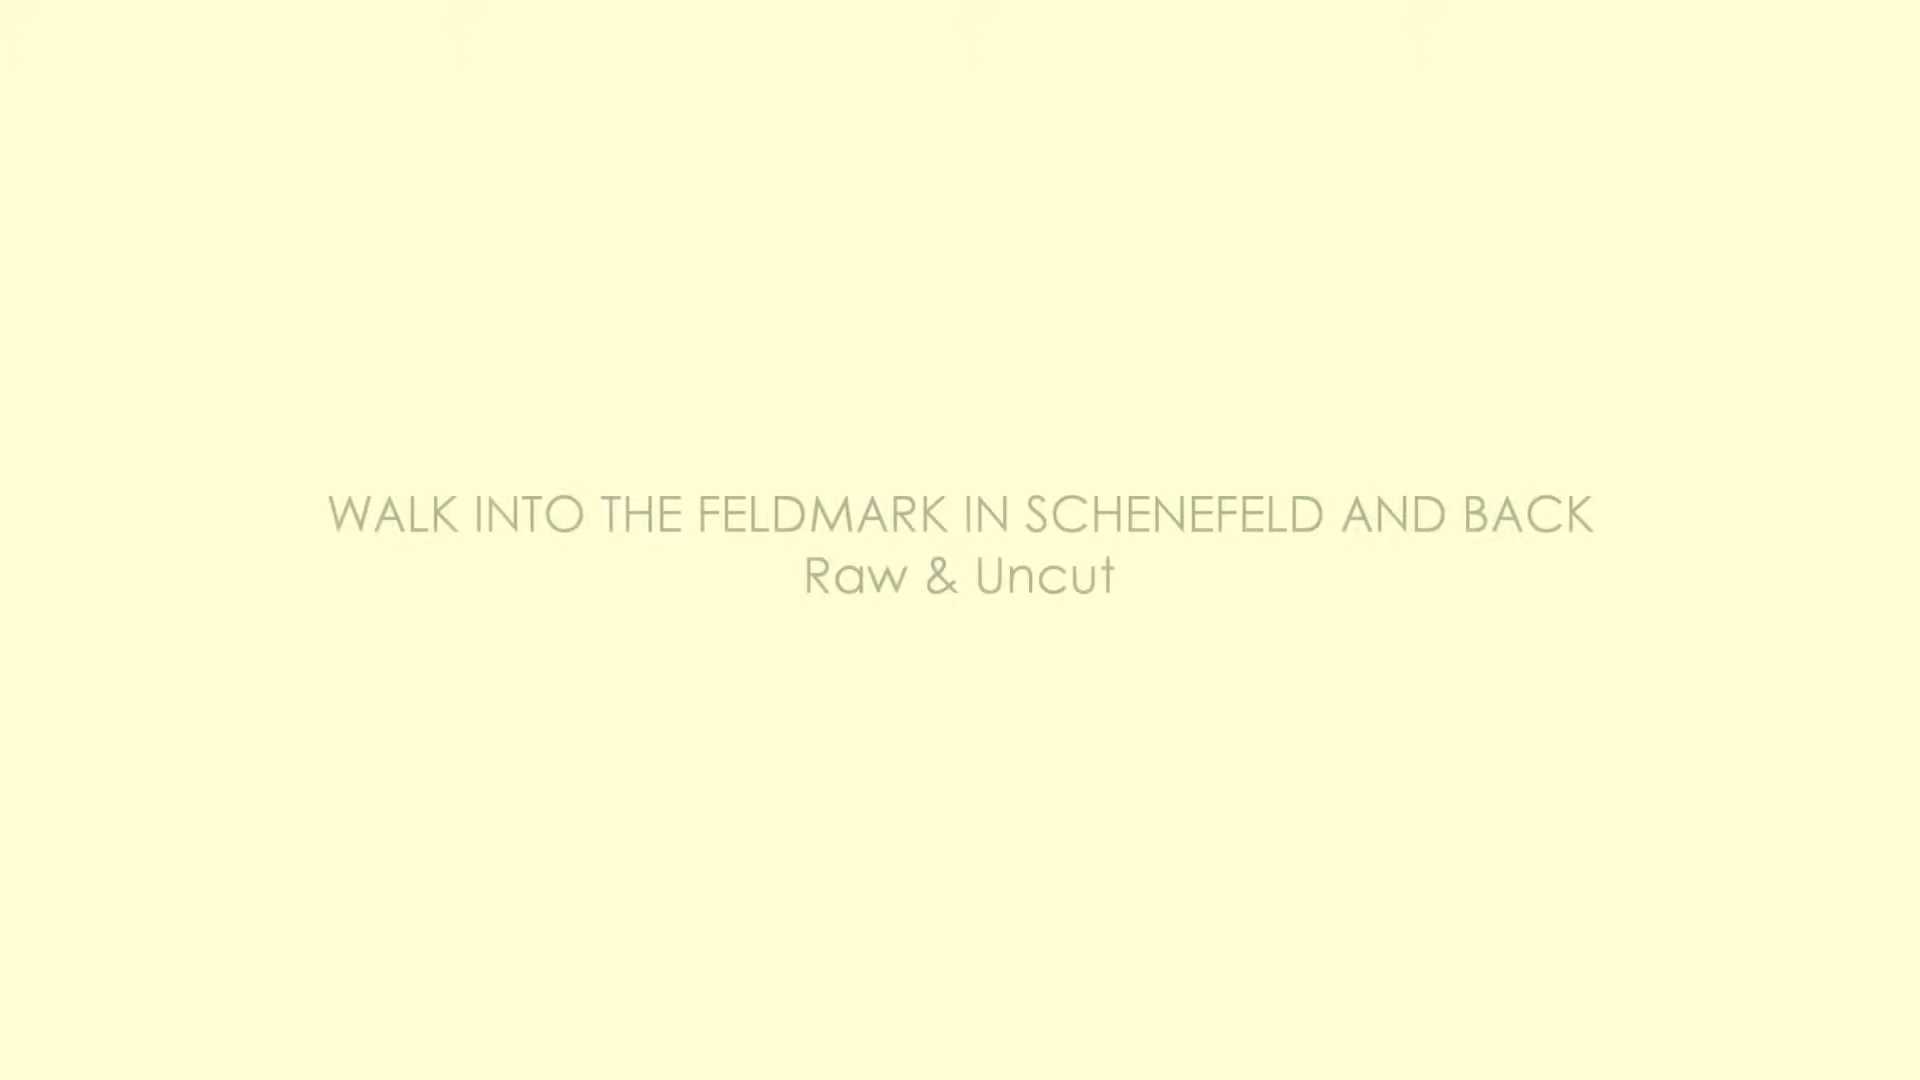 WALK INTO THE FELDMARK IN SCHENEFELD AND BACK
Raw & Uncut